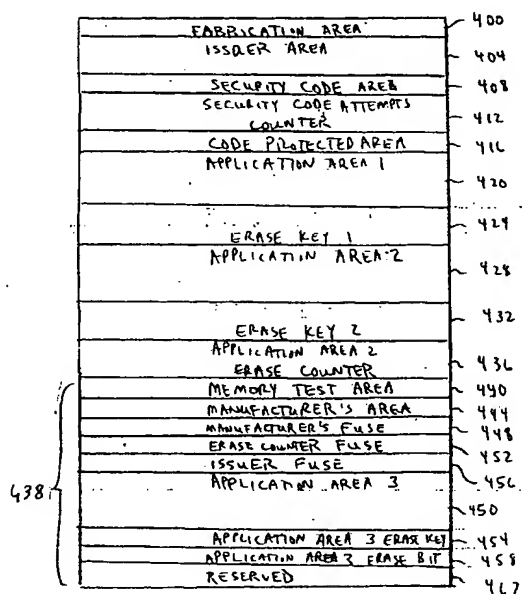 FABRICATION AREA 400
ISSUER AREA 404
SECURITY CODE AREA 408
SECURITY CODE ATTEMPTS
COUNTER 412
CODE PROTECTED AREA 416
APPLICATION AREA 1
420
424
ERASE KEY 1
APPLICATION AREA 2
428
432
ERASE KEY 2
APPLICATION AREA 2
436
ERASE COUNTER
MEMORY TEST AREA 440
MANUFACTURER'S AREA 444
MANUFACTURER'S FUSE 448
ERASE COUNTER FUSE 452
ISSUER FUSE 456
APPLICATION AREA 3
438
450
APPLICATION AREA 3 ERASE KEY 454
APPLICATION AREA 3 ERASE BIT 458
RESERVED 462